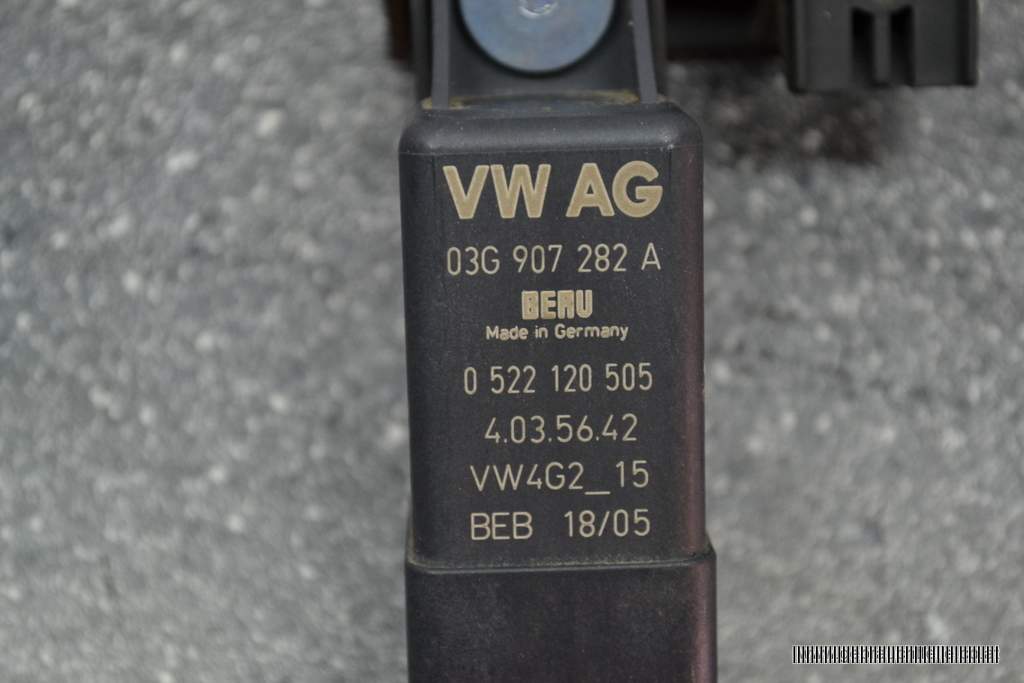 VW AG
03G 907 282 A
BERU
Made in Germany
0 522 120 505
4.03.56.42
VW4G2_15
BEB 18/05